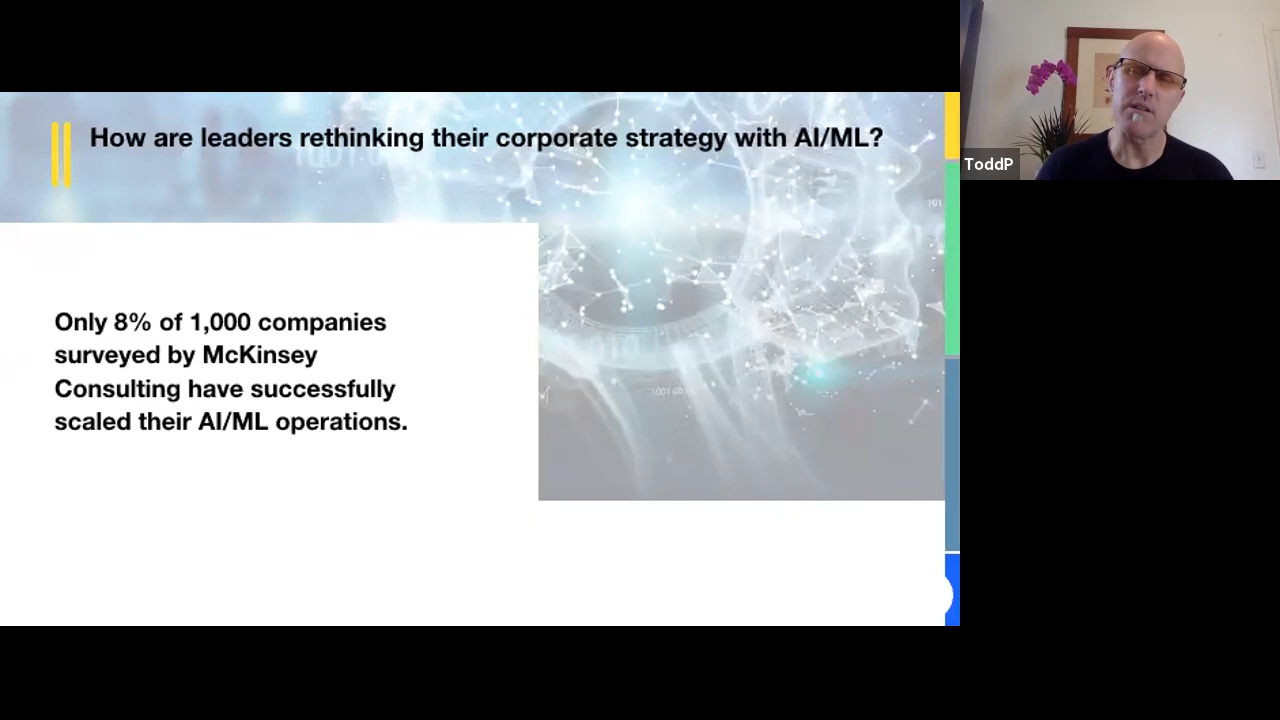 How are leaders rethinking their corporate strategy with AI/ML?
Only 8% of 1,000 companies
surveyed by McKinsey
Consulting have successfully
scaled their AI/ML operations.
ToddP